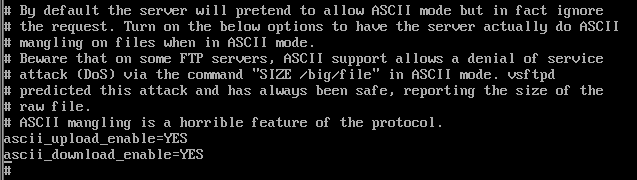 # By default the server will pretend to allow ASCII mode but in fact ignore
# the request. Turn on the below options to have the server actually do ASCII
# mangling on files when in ASCII mode.
# Beware that on some FTP servers, ASCII support allows a denial of service
# attack (DoS) via the command "SIZE /big/file" in ASCII mode. vsftpd
# predicted this attack and has always been safe, reporting the size of the
# raw file.
# ASCII mangling is a horrible feature of the protocol.
ascii_upload_enable=YES
ascii_download_enable=YES
#